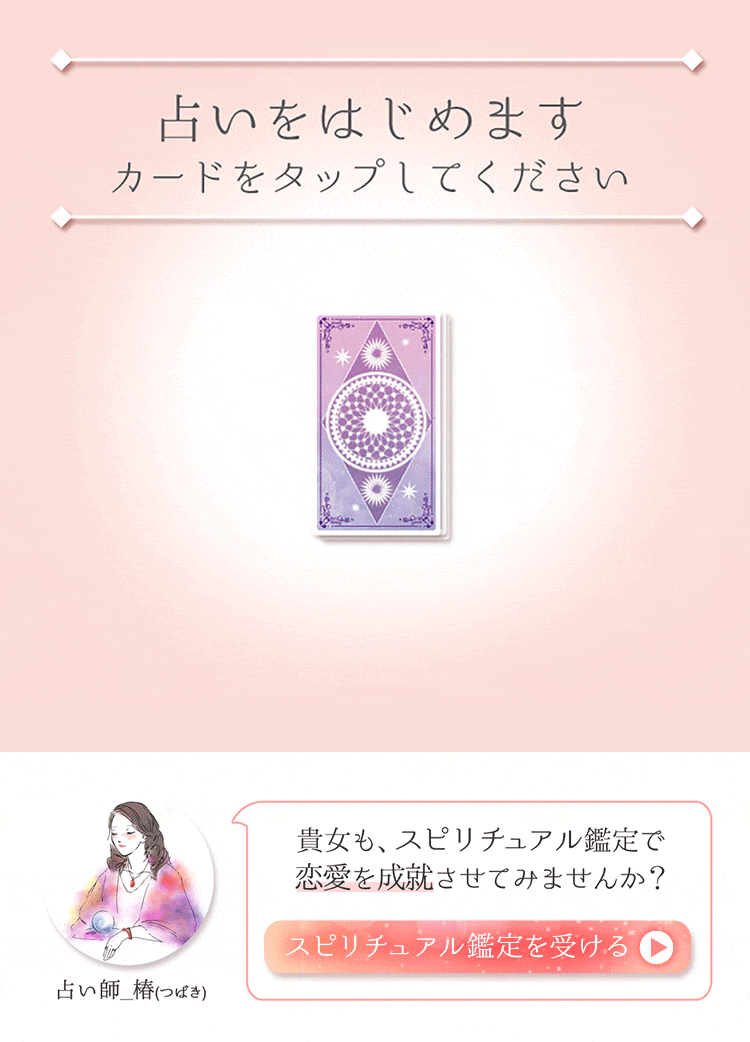 占いをはじめます
カードをタップしてください
貴女も、スピリチュアル鑑定で
恋愛を成就させてみませんか？
スピリチュアル鑑定を受ける
占い師_椿(つばき)